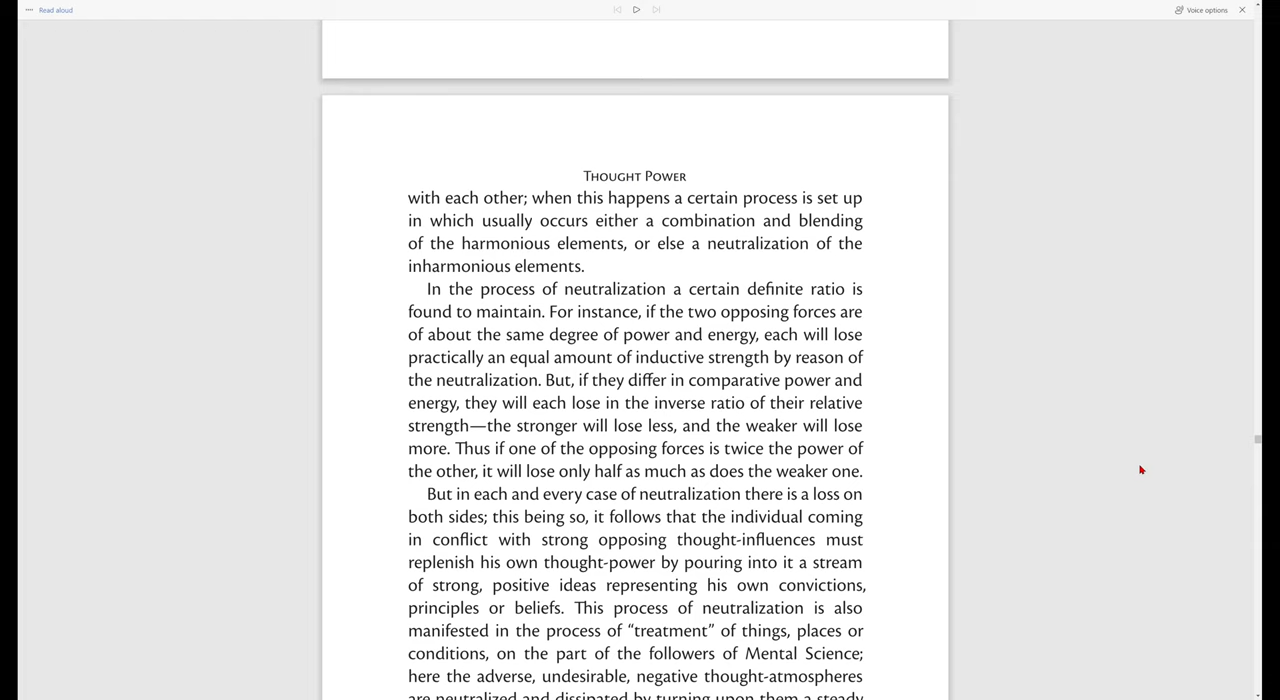 Read aloud
Voice options
THOUGHT POWER
with each other; when this happens a certain process is set up
in which usually occurs either a combination and blending
of the harmonious elements, or else a neutralization of the
inharmonious elements.
In the process of neutralization a certain definite ratio is
found to maintain. For instance, if the two opposing forces are
of about the same degree of power and energy, each will lose
practically an equal amount of inductive strength by reason of
the neutralization. But, if they differ in comparative power and
energy, they will each lose in the inverse ratio of their relative
strength—the stronger will lose less, and the weaker will lose
more. Thus if one of the opposing forces is twice the power of
the other, it will lose only half as much as does the weaker one.
But in each and every case of neutralization there is a loss on
both sides; this being so, it follows that the individual coming
in conflict with strong opposing thought-influences must
replenish his own thought-power by pouring into it a stream
of strong, positive ideas representing his own convictions,
principles or beliefs. This process of neutralization is also
manifested in the process of “treatment” of things, places or
conditions, on the part of the followers of Mental Science;
here the adverse, undesirable, negative thought-atmospheres
are neutralized and dissipated by turning upon them a steady